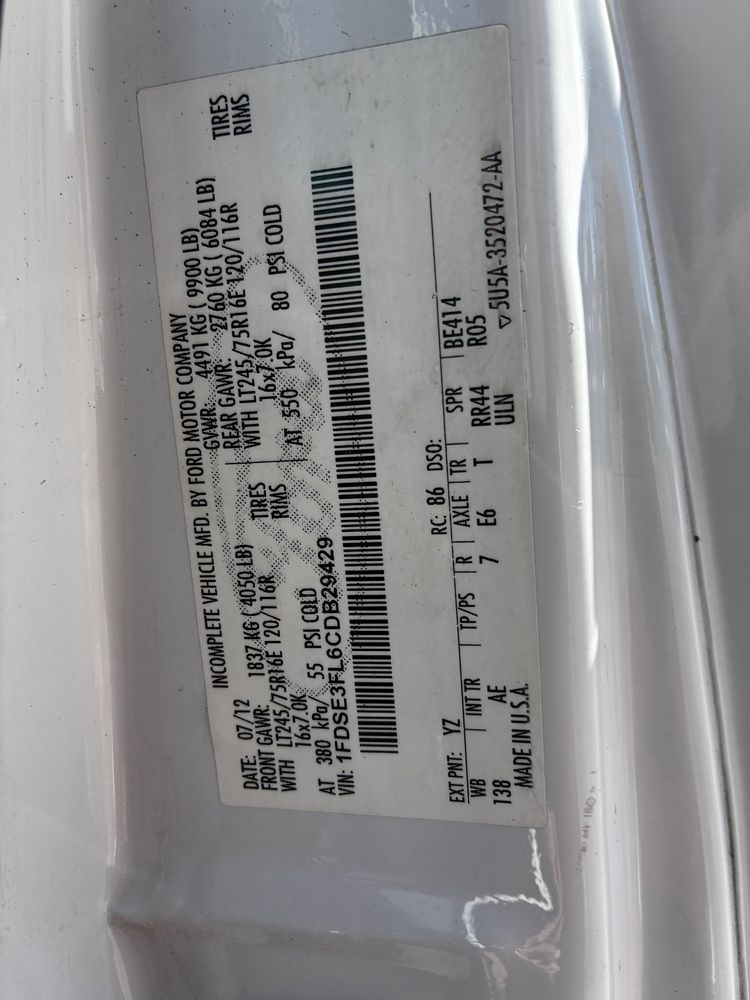 INCOMPLETE VEHICLE MFD. BY FORD MOTOR COMPANY
DATE: 07/12 GVWR: 4491 KG ( 9900 LB)
FRONT GAWR: 1837 KG ( 4050 LB) REAR GAWR: 2760 KG ( 6084 LB)
WITH LT245/75R16E 120/116R TIRES WITH LT245/75R16E 120/116R TIRES
16x7.0K RIMS 16x7.0K RIMS
AT 380 kPa/ 55 PSI COLD AT 550 kPa/ 80 PSI COLD
VIN: 1FDSE3FL6CDB29429
EXT PNT: YZ RC: 86 DSO:
WB INT TR TP/PS R AXLE TR SPR BE414
138 AE 7 E6 T RR44 R05
ULN
MADE IN U.S.A. ▽ 5U5A-3520472-AA